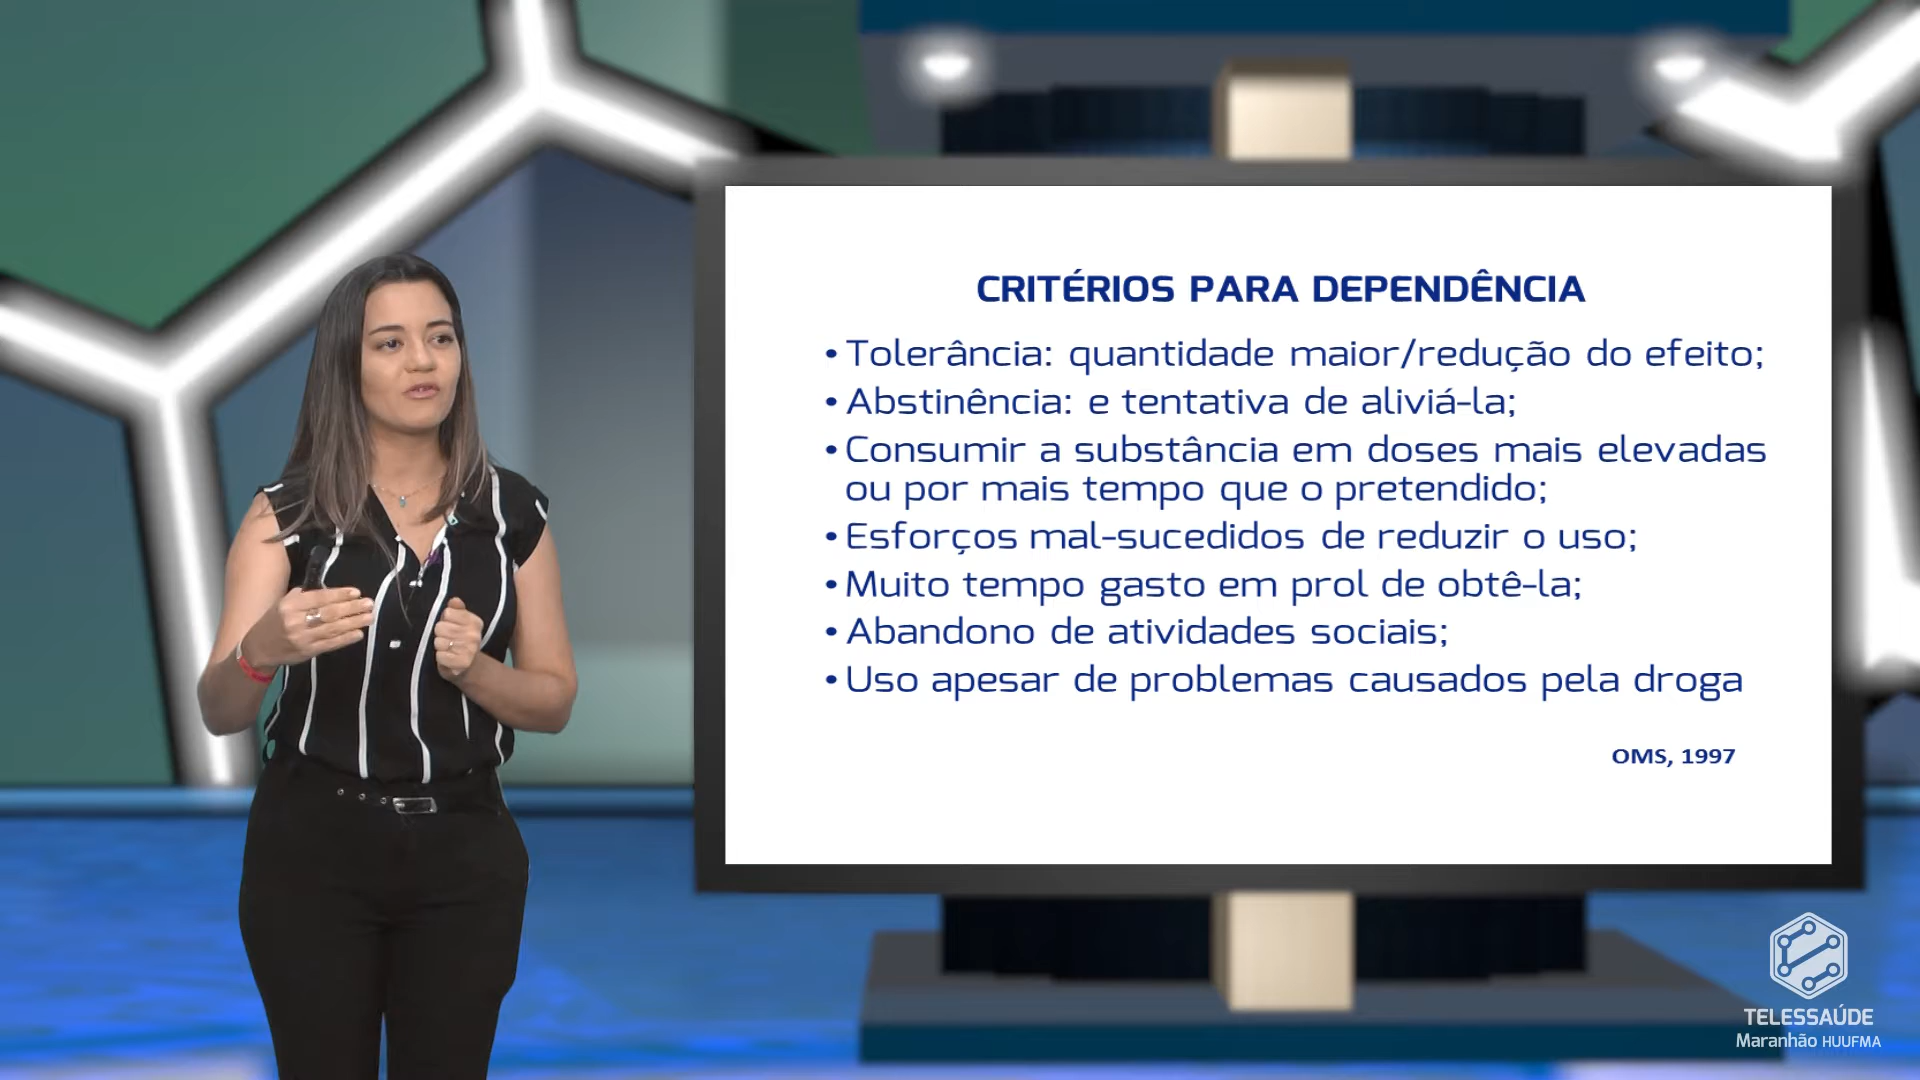 CRITÉRIOS PARA DEPENDÊNCIA
• Tolerância: quantidade maior/redução do efeito;
• Abstinência: e tentativa de aliviá-la;
• Consumir a substância em doses mais elevadas
ou por mais tempo que o pretendido;
• Esforços mal-sucedidos de reduzir o uso;
• Muito tempo gasto em prol de obtê-la;
• Abandono de atividades sociais;
• Uso apesar de problemas causados pela droga
OMS, 1997
TELESSAÚDE
Maranhão HUUFMA